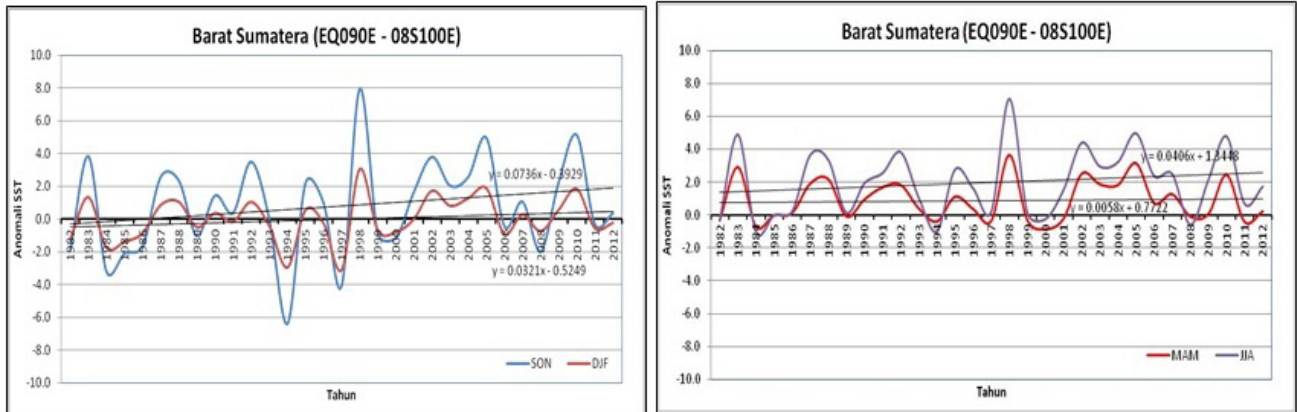 Barat Sumatera (EQ090E - 08S100E)
10.0
8.0
6.0
4.0
2.0
0.0
-2.0
-4.0
-6.0
-8.0
-10.0
Anomali SST
y = 0.0736x - 0.3929
y = 0.0321x - 0.5249
1982 1983 1984 1985 1986 1987 1988 1989 1990 1991 1992 1993 1994 1995 1996 1997 1998 1999 2000 2001 2002 2003 2004 2005 2006 2007 2008 2009 2010 2011 2012
SON DJF
Tahun
Barat Sumatera (EQ090E - 08S100E)
10.0
8.0
6.0
4.0
2.0
0.0
-2.0
-4.0
-6.0
-8.0
-10.0
Anomali SST
y = 0.0406x + 1.3448
y = 0.0058x + 0.7722
1982 1983 1984 1985 1986 1987 1988 1989 1990 1991 1992 1993 1994 1995 1996 1997 1998 1999 2000 2001 2002 2003 2004 2005 2006 2007 2008 2009 2010 2011 2012
MAM JJA
Tahun